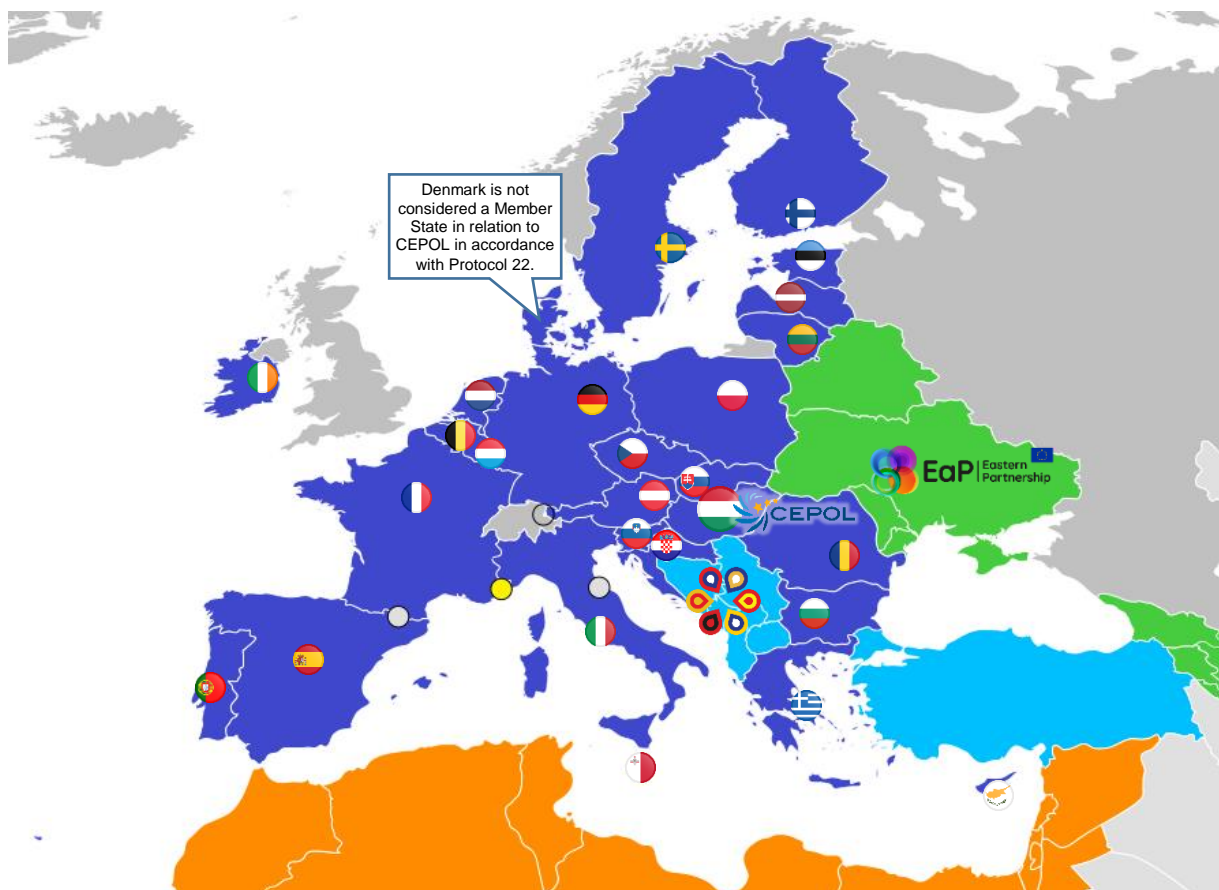 Denmark is not
considered a Member
State in relation to
CEPOL in accordance
with Protocol 22.
EaP
Eastern
Partnership
CEPOL